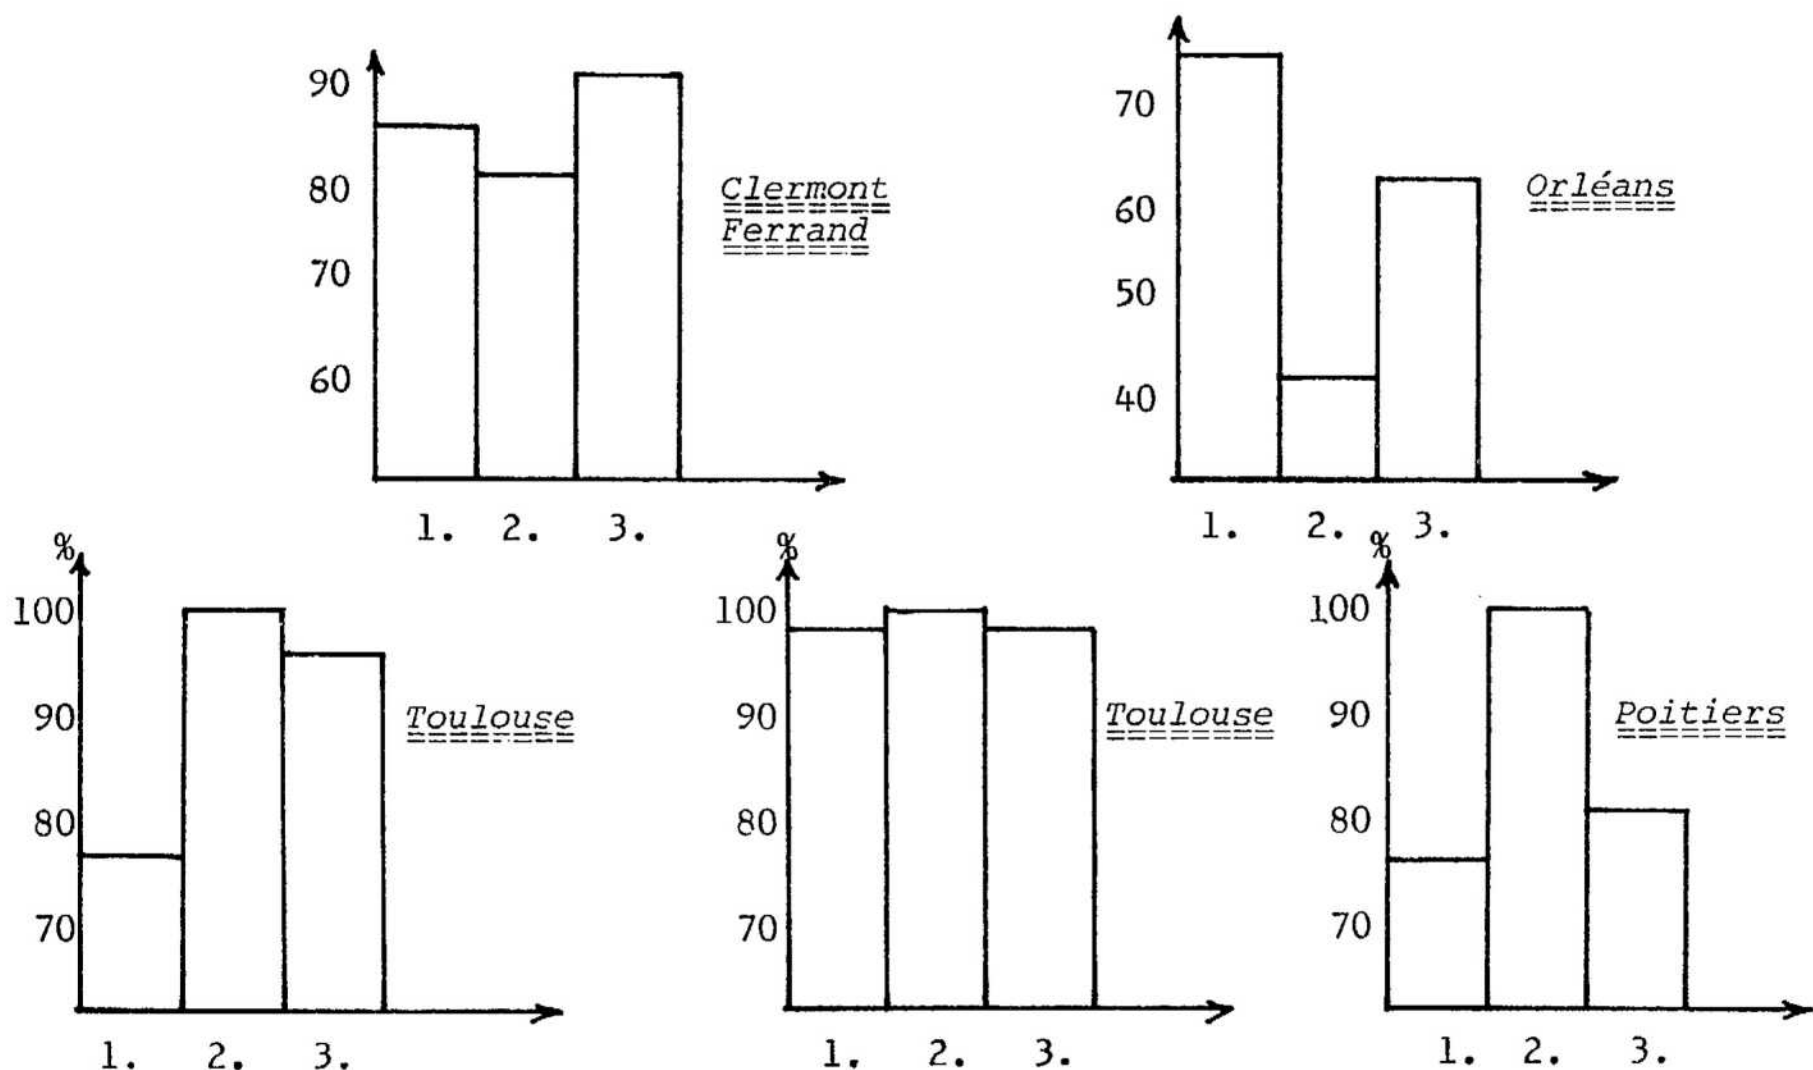 90
80
70
60
Clermont
Ferrand
1. 2. 3.
70
60
50
40
Orléans
1. 2. 3.
%
100
90
80
70
Toulouse
1. 2. 3.
%
100
90
80
70
Toulouse
1. 2. 3.
%
100
90
80
70
Poitiers
1. 2. 3.